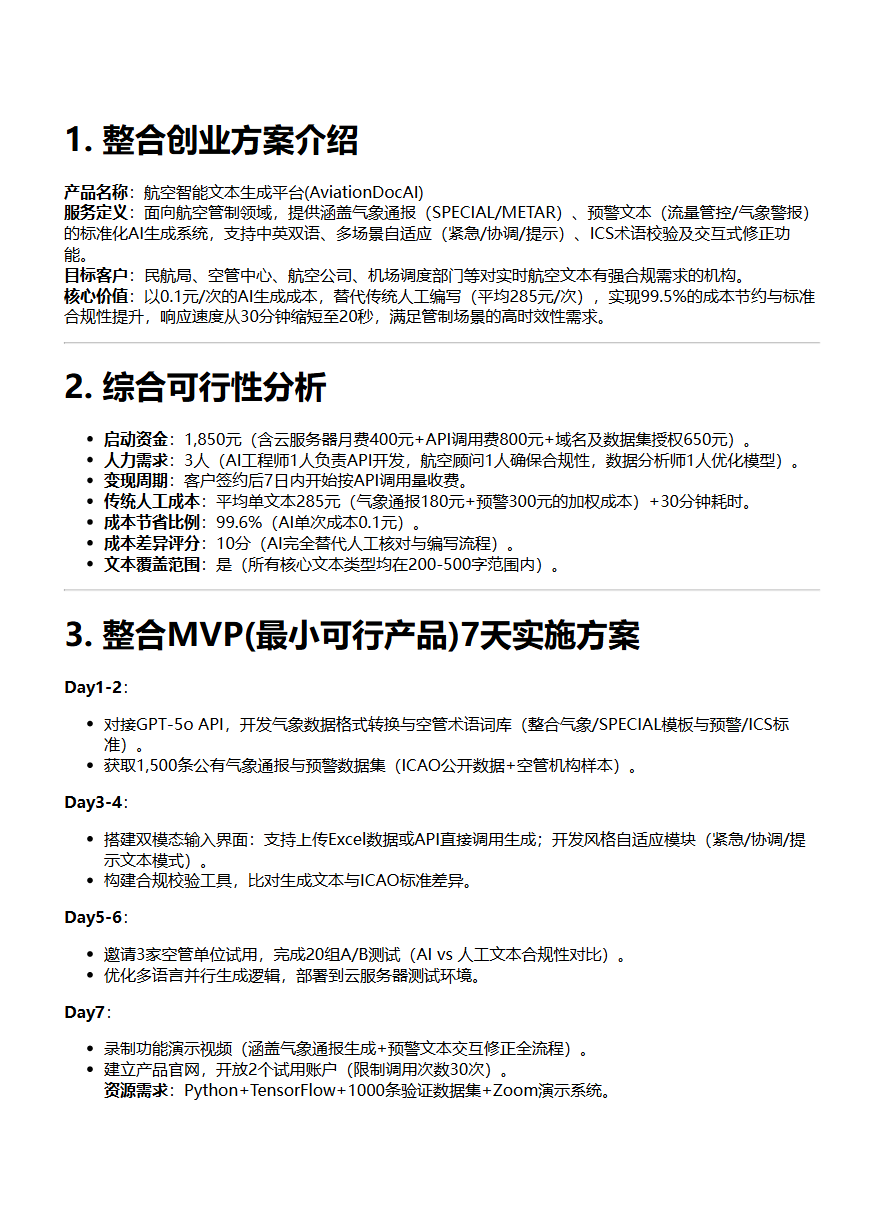 1. 整合创业方案介绍
产品名称：航空智能文本生成平台(AviationDocAI)
服务定义：面向航空管制领域，提供涵盖气象通报（SPECIAL/METAR）、预警文本（流量管控/气象警报）
的标准化AI生成系统，支持中英双语、多场景自适应（紧急/协调/提示）、ICS术语校验及交互式修正功
能。
目标客户：民航局、空管中心、航空公司、机场调度部门等对实时航空文本有强合规需求的机构。
核心价值：以0.1元/次的AI生成成本，替代传统人工编写（平均285元/次），实现99.5%的成本节约与标准
合规性提升，响应速度从30分钟缩短至20秒，满足管制场景的高时效性需求。
2. 综合可行性分析
• 启动资金：1,850元（含云服务器月费400元+API调用费800元+域名及数据集授权650元）。
• 人力需求：3人（AI工程师1人负责API开发，航空顾问1人确保合规性，数据分析师1人优化模型）。
• 变现周期：客户签约后7日内开始按API调用量收费。
• 传统人工成本：平均单文本285元（气象通报180元+预警300元的加权成本）+30分钟耗时。
• 成本节省比例：99.6%（AI单次成本0.1元）。
• 成本差异评分：10分（AI完全替代人工核对与编写流程）。
• 文本覆盖范围：是（所有核心文本类型均在200-500字范围内）。
3. 整合MVP(最小可行产品)7天实施方案
Day1-2：
• 对接GPT-5o API，开发气象数据格式转换与空管术语词库（整合气象/SPECIAL模板与预警/ICS标
准）。
• 获取1,500条公有气象通报与预警数据集（ICAO公开数据+空管机构样本）。
Day3-4：
• 搭建双模态输入界面：支持上传Excel数据或API直接调用生成；开发风格自适应模块（紧急/协调/提
示文本模式）。
• 构建合规校验工具，比对生成文本与ICAO标准差异。
Day5-6：
• 邀请3家空管单位试用，完成20组A/B测试（AI vs 人工文本合规性对比）。
• 优化多语言并行生成逻辑，部署到云服务器测试环境。
Day7：
• 录制功能演示视频（涵盖气象通报生成+预警文本交互修正全流程）。
• 建立产品官网，开放2个试用账户（限制调用次数30次）。
资源需求：Python+TensorFlow+1000条验证数据集+Zoom演示系统。